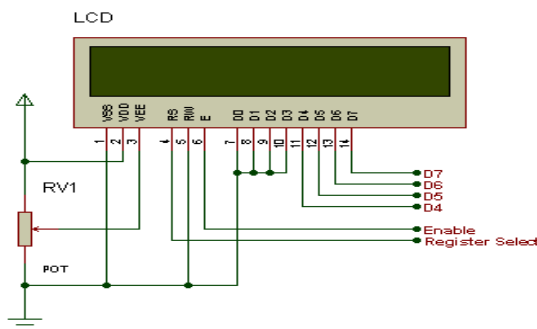 LCD
VSS VDD VEE RS RW E D0 D1 D2 D3 D4 D5 D6 D7
1 2 3 4 5 6 7 8 9 10 11 12 13 14
D7
RV1
D6
D5
D4
Enable
Register Select
POT